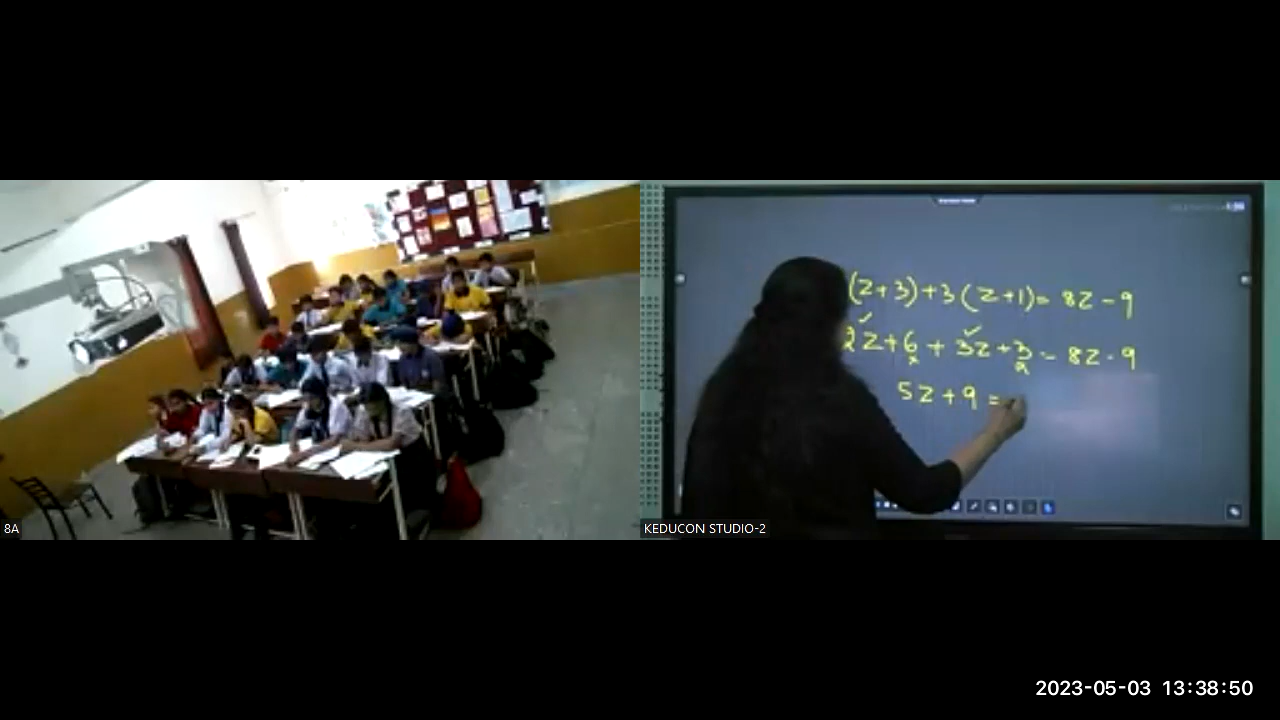 (z+3)+3(z+1)= 8z-9
2z+6+3z+3=8z-9
5z+9=
8A
KEDUCON STUDIO-2
2023-05-03 13:38:50